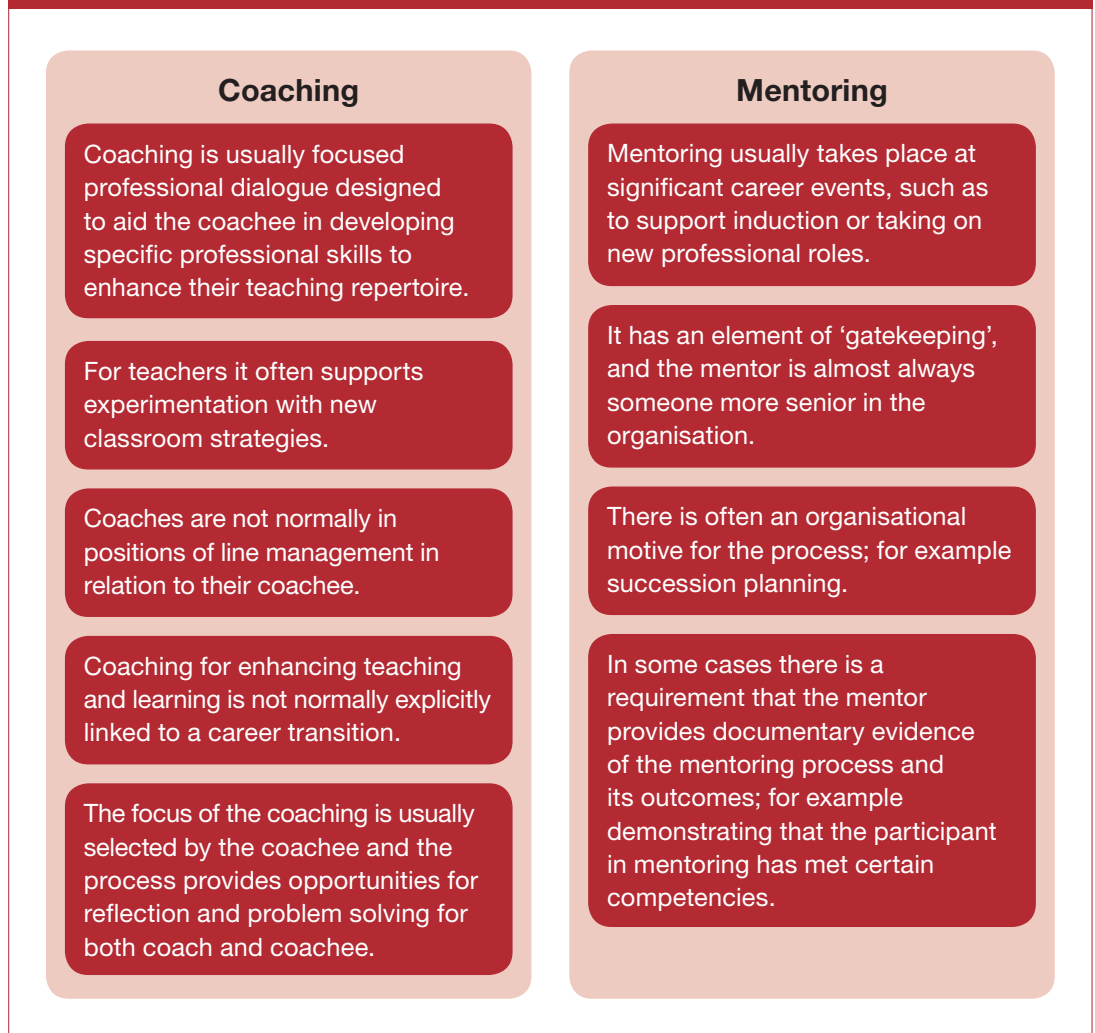 Coaching
Coaching is usually focused
professional dialogue designed
to aid the coachee in developing
specific professional skills to
enhance their teaching repertoire.
For teachers it often supports
experimentation with new
classroom strategies.
Coaches are not normally in
positions of line management in
relation to their coachee.
Coaching for enhancing teaching
and learning is not normally explicitly
linked to a career transition.
The focus of the coaching is usually
selected by the coachee and the
process provides opportunities for
reflection and problem solving for
both coach and coachee.
Mentoring
Mentoring usually takes place at
significant career events, such as
to support induction or taking on
new professional roles.
It has an element of ‘gatekeeping’,
and the mentor is almost always
someone more senior in the
organisation.
There is often an organisational
motive for the process; for example
succession planning.
In some cases there is a
requirement that the mentor
provides documentary evidence
of the mentoring process and
its outcomes; for example
demonstrating that the participant
in mentoring has met certain
competencies.